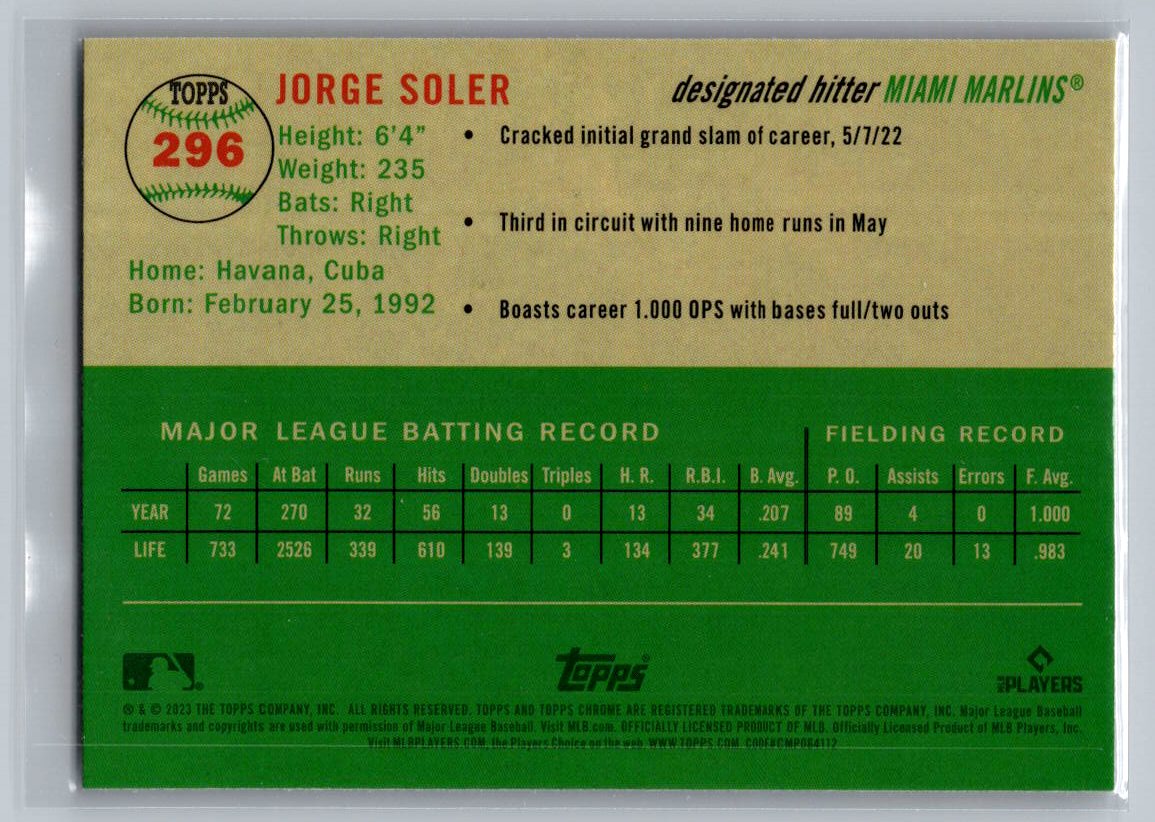 TOPPS
296
JORGE SOLER
designated hitter MIAMI MARLINS®
Height: 6'4"
Weight: 235
Bats: Right
Throws: Right
Home: Havana, Cuba
Born: February 25, 1992
• Cracked initial grand slam of career, 5/7/22
• Third in circuit with nine home runs in May
• Boasts career 1.000 OPS with bases full/two outs
MAJOR LEAGUE BATTING RECORD FIELDING RECORD
Games At Bat Runs Hits Doubles Triples H. R. R.B.I. B. Avg. P. O. Assists Errors F. Avg.
YEAR 72 270 32 56 13 0 13 34 .207 89 4 0 1.000
LIFE 733 2526 339 610 139 3 134 377 .241 749 20 13 .983
topps®
PLAYERS
® & © 2023 THE TOPPS COMPANY, INC. ALL RIGHTS RESERVED. TOPPS AND TOPPS CHROME ARE REGISTERED TRADEMARKS OF THE TOPPS COMPANY, INC. Major League Baseball
trademarks and copyrights are used with permission of Major League Baseball. Visit MLB.com. OFFICIALLY LICENSED PRODUCT OF MLB. Officially Licensed Product of MLB Players, Inc.
Visit MLBPLAYERS.COM, the Players Choice on the web. WWW.TOPPS.COM